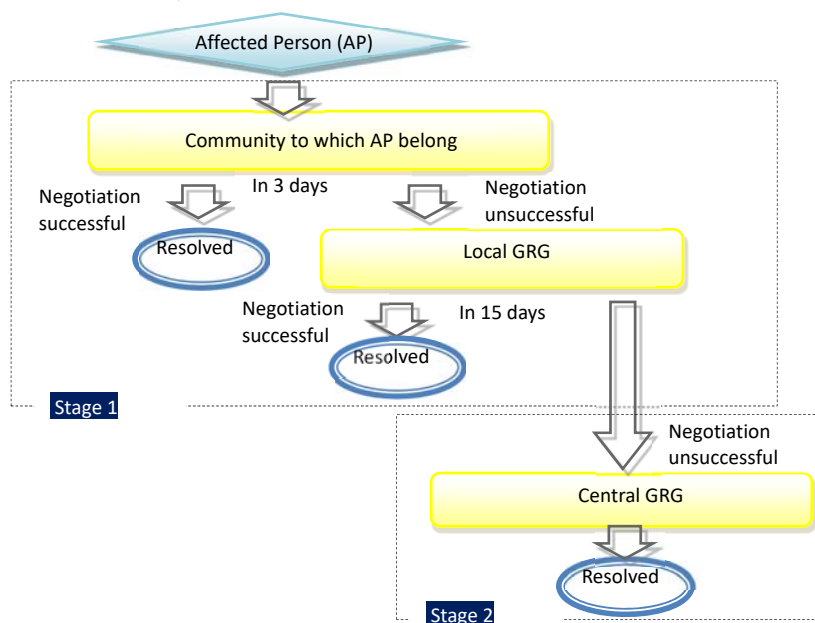 Affected Person (AP)
Community to which AP belong
Negotiation
successful
In 3 days
Negotiation
unsuccessful
Resolved
Local GRG
Negotiation
successful
In 15 days
Resolved
Stage 1
Negotiation
unsuccessful
Central GRG
Resolved
Stage 2